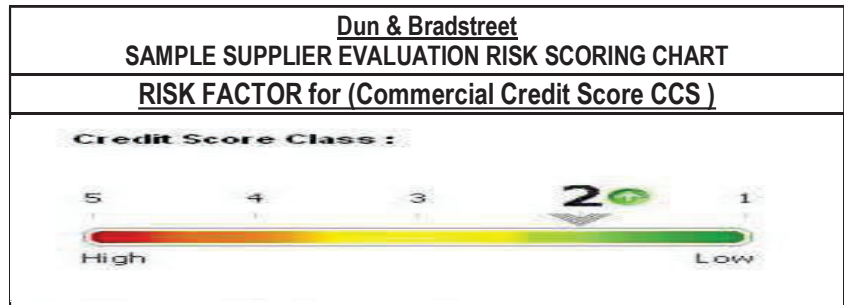 Dun & Bradstreet
SAMPLE SUPPLIER EVALUATION RISK SCORING CHART
RISK FACTOR for (Commercial Credit Score CCS )
Credit Score Class :
5 4 3 2 1
High Low